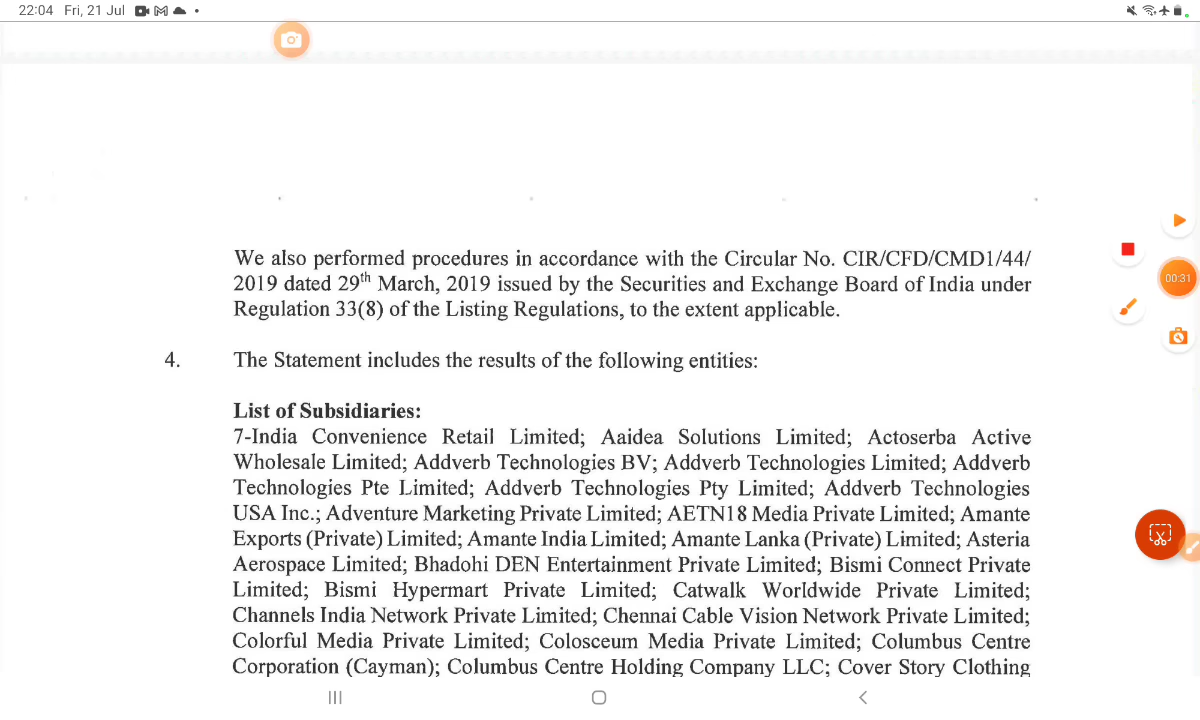 22:04 Fri, 21 Jul
We also performed procedures in accordance with the Circular No. CIR/CFD/CMD1/44/
2019 dated 29th March, 2019 issued by the Securities and Exchange Board of India under
Regulation 33(8) of the Listing Regulations, to the extent applicable.
00:31
4. The Statement includes the results of the following entities:
List of Subsidiaries:
7-India Convenience Retail Limited; Aaidea Solutions Limited; Actoserba Active
Wholesale Limited; Addverb Technologies BV; Addverb Technologies Limited; Addverb
Technologies Pte Limited; Addverb Technologies Pty Limited; Addverb Technologies
USA Inc.; Adventure Marketing Private Limited; AETN18 Media Private Limited; Amante
Exports (Private) Limited; Amante India Limited; Amante Lanka (Private) Limited; Asteria
Aerospace Limited; Bhadohi DEN Entertainment Private Limited; Bismi Connect Private
Limited; Bismi Hypermart Private Limited; Catwalk Worldwide Private Limited;
Channels India Network Private Limited; Chennai Cable Vision Network Private Limited;
Colorful Media Private Limited; Colosceum Media Private Limited; Columbus Centre
Corporation (Cayman); Columbus Centre Holding Company LLC; Cover Story Clothing